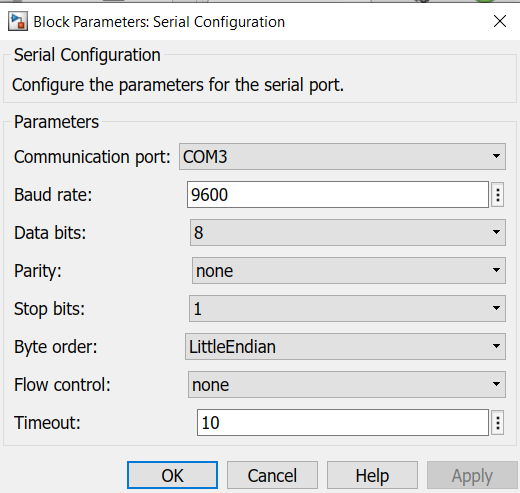 Block Parameters: Serial Configuration
Serial Configuration
Configure the parameters for the serial port.
Parameters
Communication port: COM3
Baud rate: 9600
Data bits: 8
Parity: none
Stop bits: 1
Byte order: LittleEndian
Flow control: none
Timeout: 10
OK Cancel Help Apply